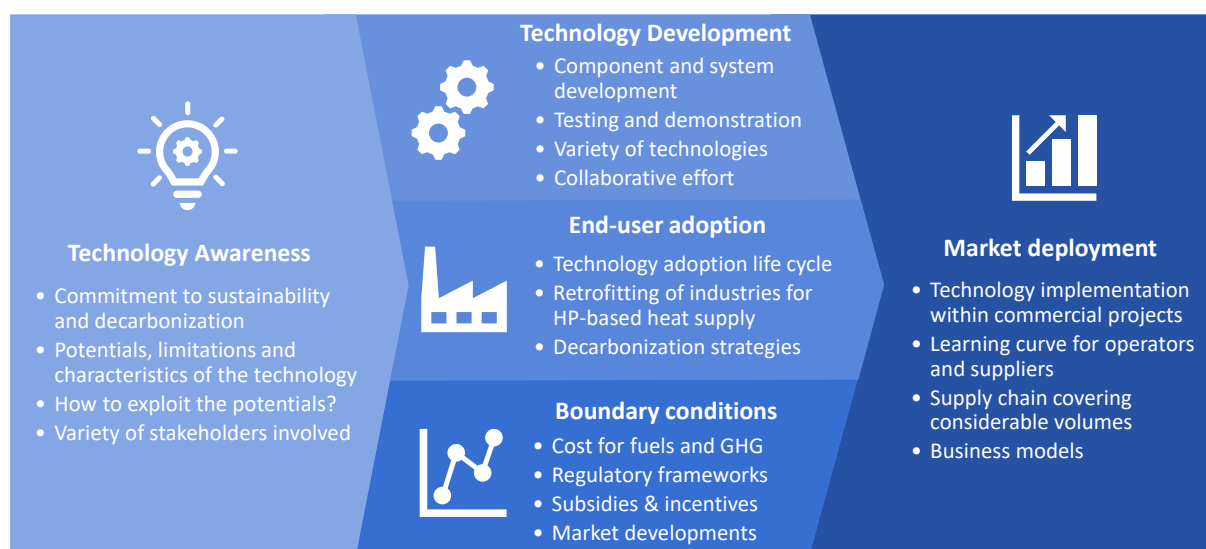 Technology Awareness
• Commitment to sustainability
and decarbonization
• Potentials, limitations and
characteristics of the technology
• How to exploit the potentials?
• Variety of stakeholders involved
Technology Development
• Component and system
development
• Testing and demonstration
• Variety of technologies
• Collaborative effort
End-user adoption
• Technology adoption life cycle
• Retrofitting of industries for
HP-based heat supply
• Decarbonization strategies
Boundary conditions
• Cost for fuels and GHG
• Regulatory frameworks
• Subsidies & incentives
• Market developments
Market deployment
• Technology implementation
within commercial projects
• Learning curve for operators
and suppliers
• Supply chain covering
considerable volumes
• Business models